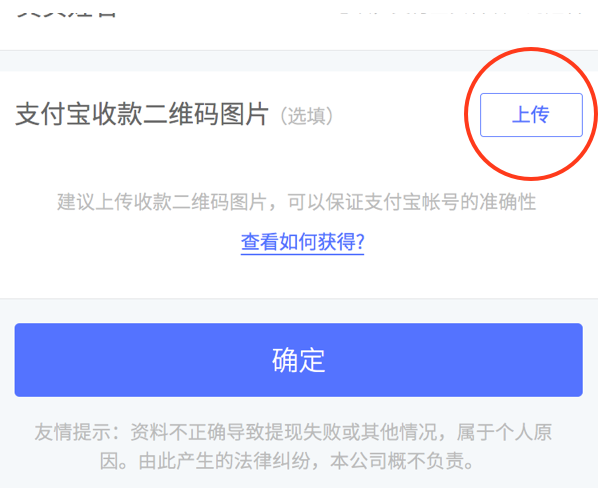 支付宝收款二维码图片（选填）
上传
建议上传收款二维码图片，可以保证支付宝帐号的准确性
查看如何获得?
确定
友情提示：资料不正确导致提现失败或其他情况，属于个人原
因。由此产生的法律纠纷，本公司概不负责。